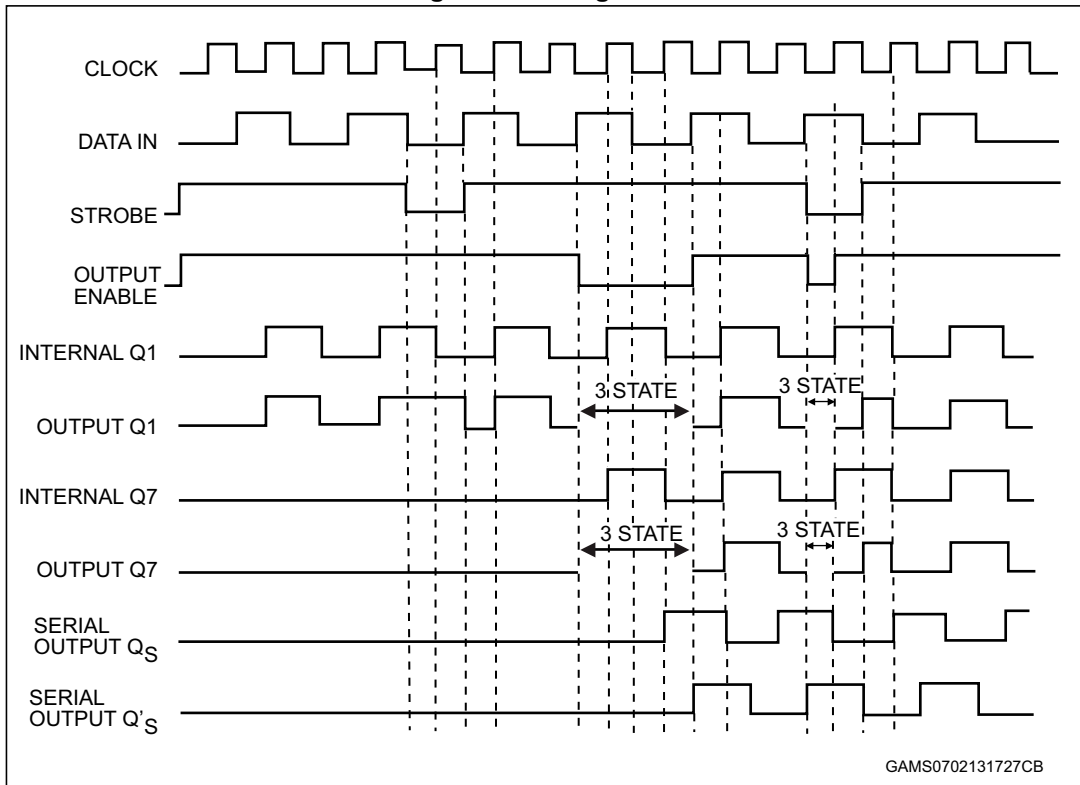 CLOCK
DATA IN
STROBE
OUTPUT
ENABLE
INTERNAL Q1
3 STATE
3 STATE
OUTPUT Q1
INTERNAL Q7
3 STATE
3 STATE
OUTPUT Q7
SERIAL
OUTPUT QS
SERIAL
OUTPUT Q'S
GAMS0702131727CB